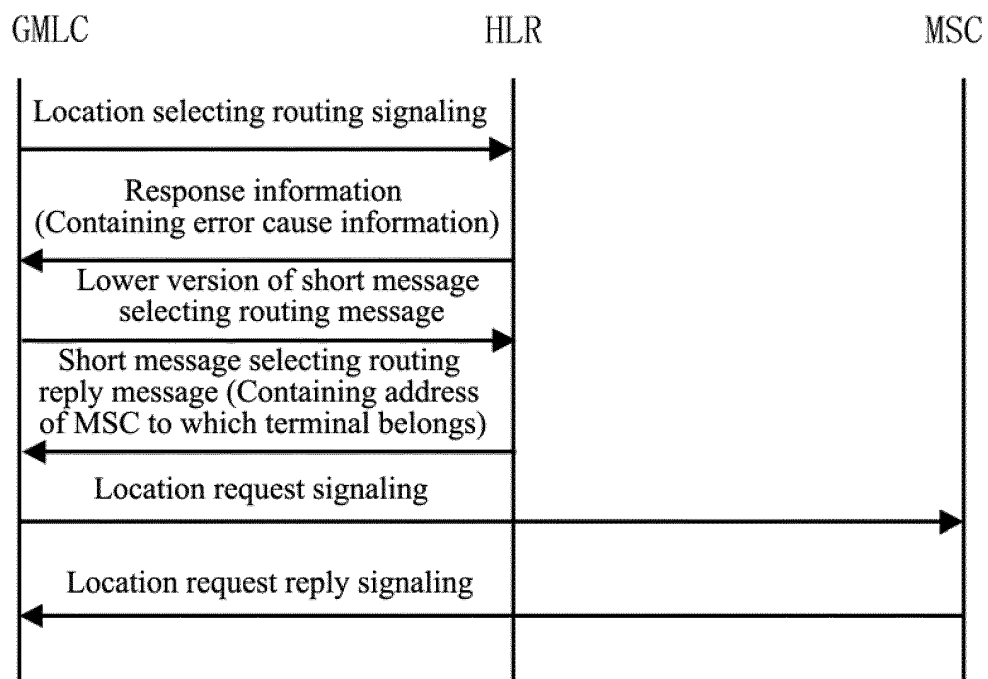 GMLC
HLR
MSC
Location selecting routing signaling
Response information
(Containing error cause information)
Lower version of short message
selecting routing message
Short message selecting routing
reply message (Containing address
of MSC to which terminal belongs)
Location request signaling
Location request reply signaling